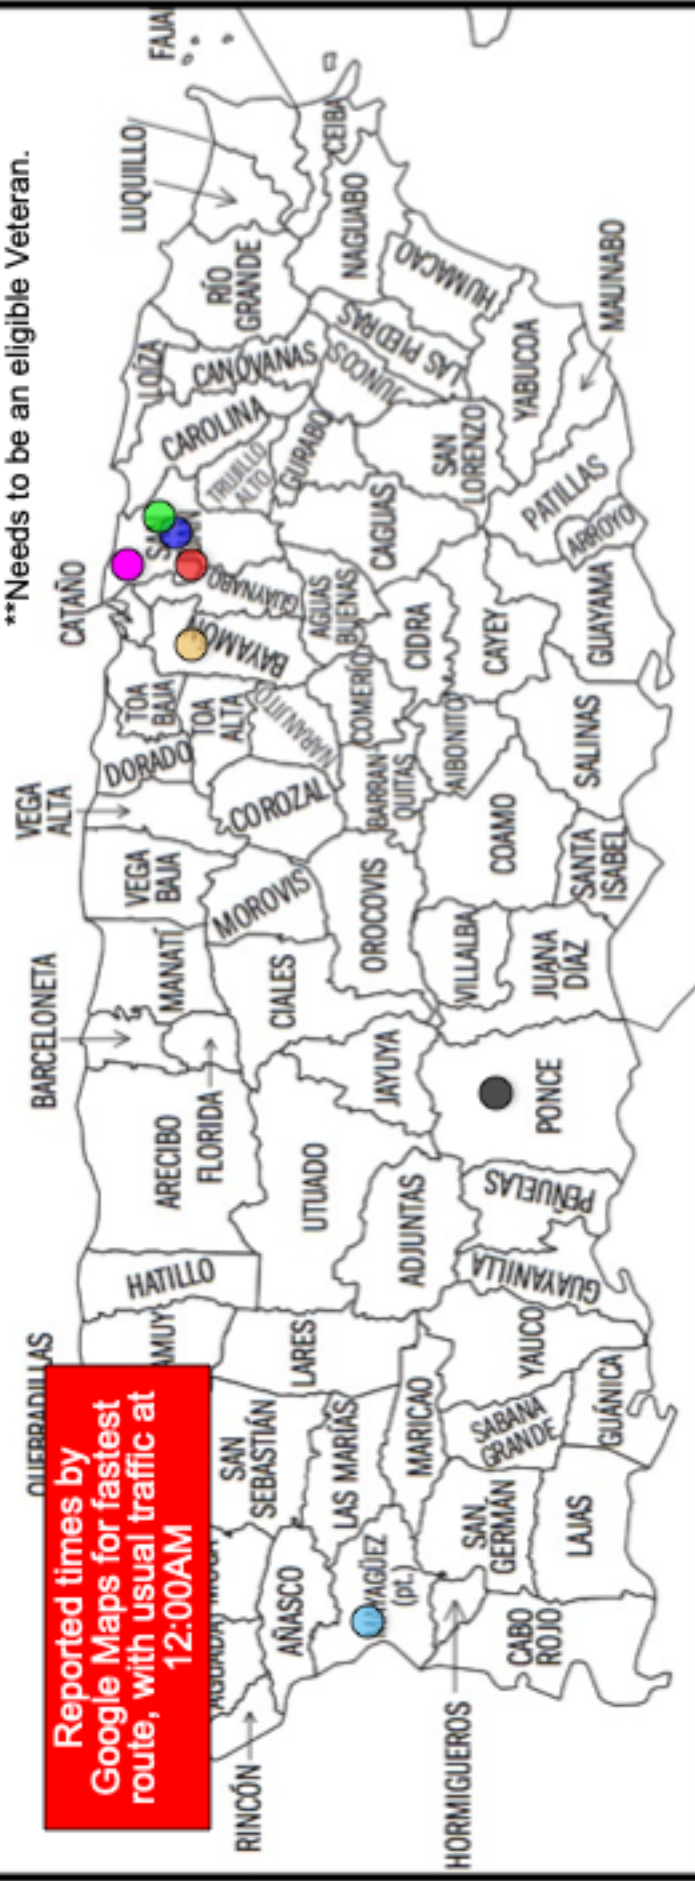 **Needs to be an eligible Veteran.
Reported times by
Google Maps for fastest
route, with usual traffic at
12:00AM
QUEBRADILLAS
BARCELONETA
VEGA
ALTA
CATAÑO
LUQUILLO
FAJA
AMUY
HATILLO
ARECIBO
FLORIDA
MANATÍ
VEGA
BAJA
DORADO
TOA
BAJA
TOA
ALTA
BAYAMÓN
GUAYNABO
CAROLINA
TRUJILLO
ALTO
LOÍZA
CANÓVANAS
RÍO
GRANDE
CEIBA
RINCÓN
AGUADA
AÑASCO
SAN
SEBASTIÁN
LARES
UTUADO
CIALES
MOROVIS
COROZAL
NARANJITO
AGUAS
BUENAS
GURABO
JUNCOS
LAS PIEDRAS
NAGUABO
HUMACAO
YAGÜEZ
(pt.)
LAS MARÍAS
MARICAO
ADJUNTAS
JAYUYA
OROCOVIS
BARRAN
QUITAS
COMERÍO
CIDRA
CAGUAS
SAN
LORENZO
YABUCOA
MAUNABO
HORMIGUEROS
CABO
ROJO
SAN
GERMÁN
SABANA
GRANDE
YAUCO
GUAYANILLA
PEÑUELAS
PONCE
VILLALBA
JUANA
DÍAZ
COAMO
AIBONITO
CAYEY
PATILLAS
ARROYO
LAJAS
GUÁNICA
SANTA
ISABEL
SALINAS
GUAYAMA